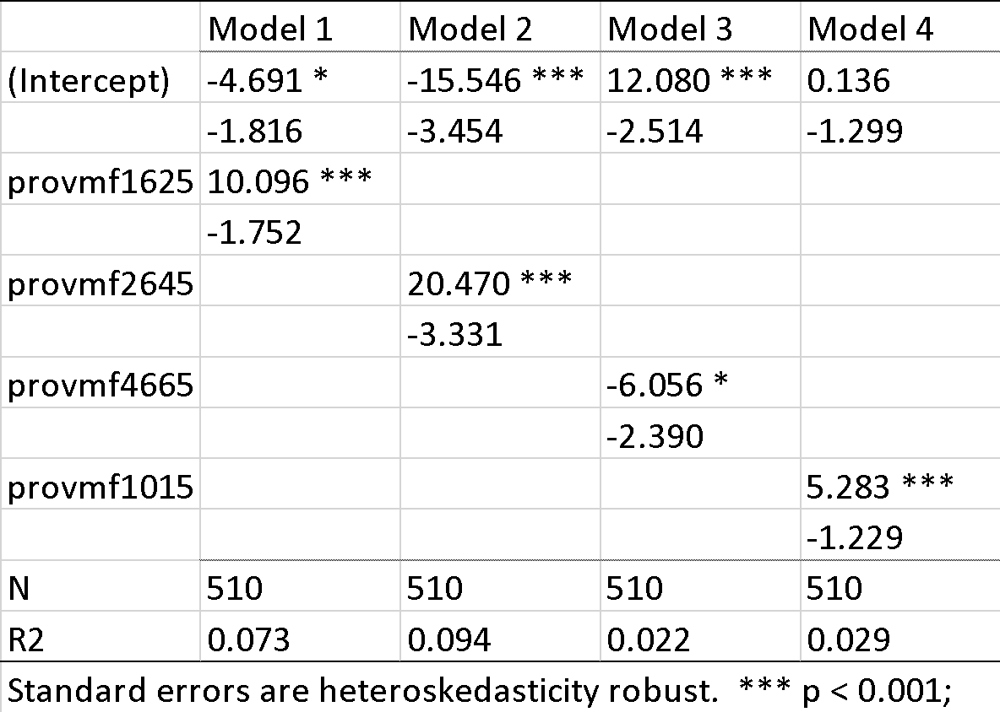 Model 1 Model 2 Model 3 Model 4
(Intercept) -4.691 * -15.546 *** 12.080 *** 0.136
-1.816 -3.454 -2.514 -1.299
provmf1625 10.096 ***
-1.752
provmf2645 20.470 ***
-3.331
provmf4665 -6.056 *
-2.390
provmf1015 5.283 ***
-1.229
N 510 510 510 510
R2 0.073 0.094 0.022 0.029
Standard errors are heteroskedasticity robust. *** p < 0.001;